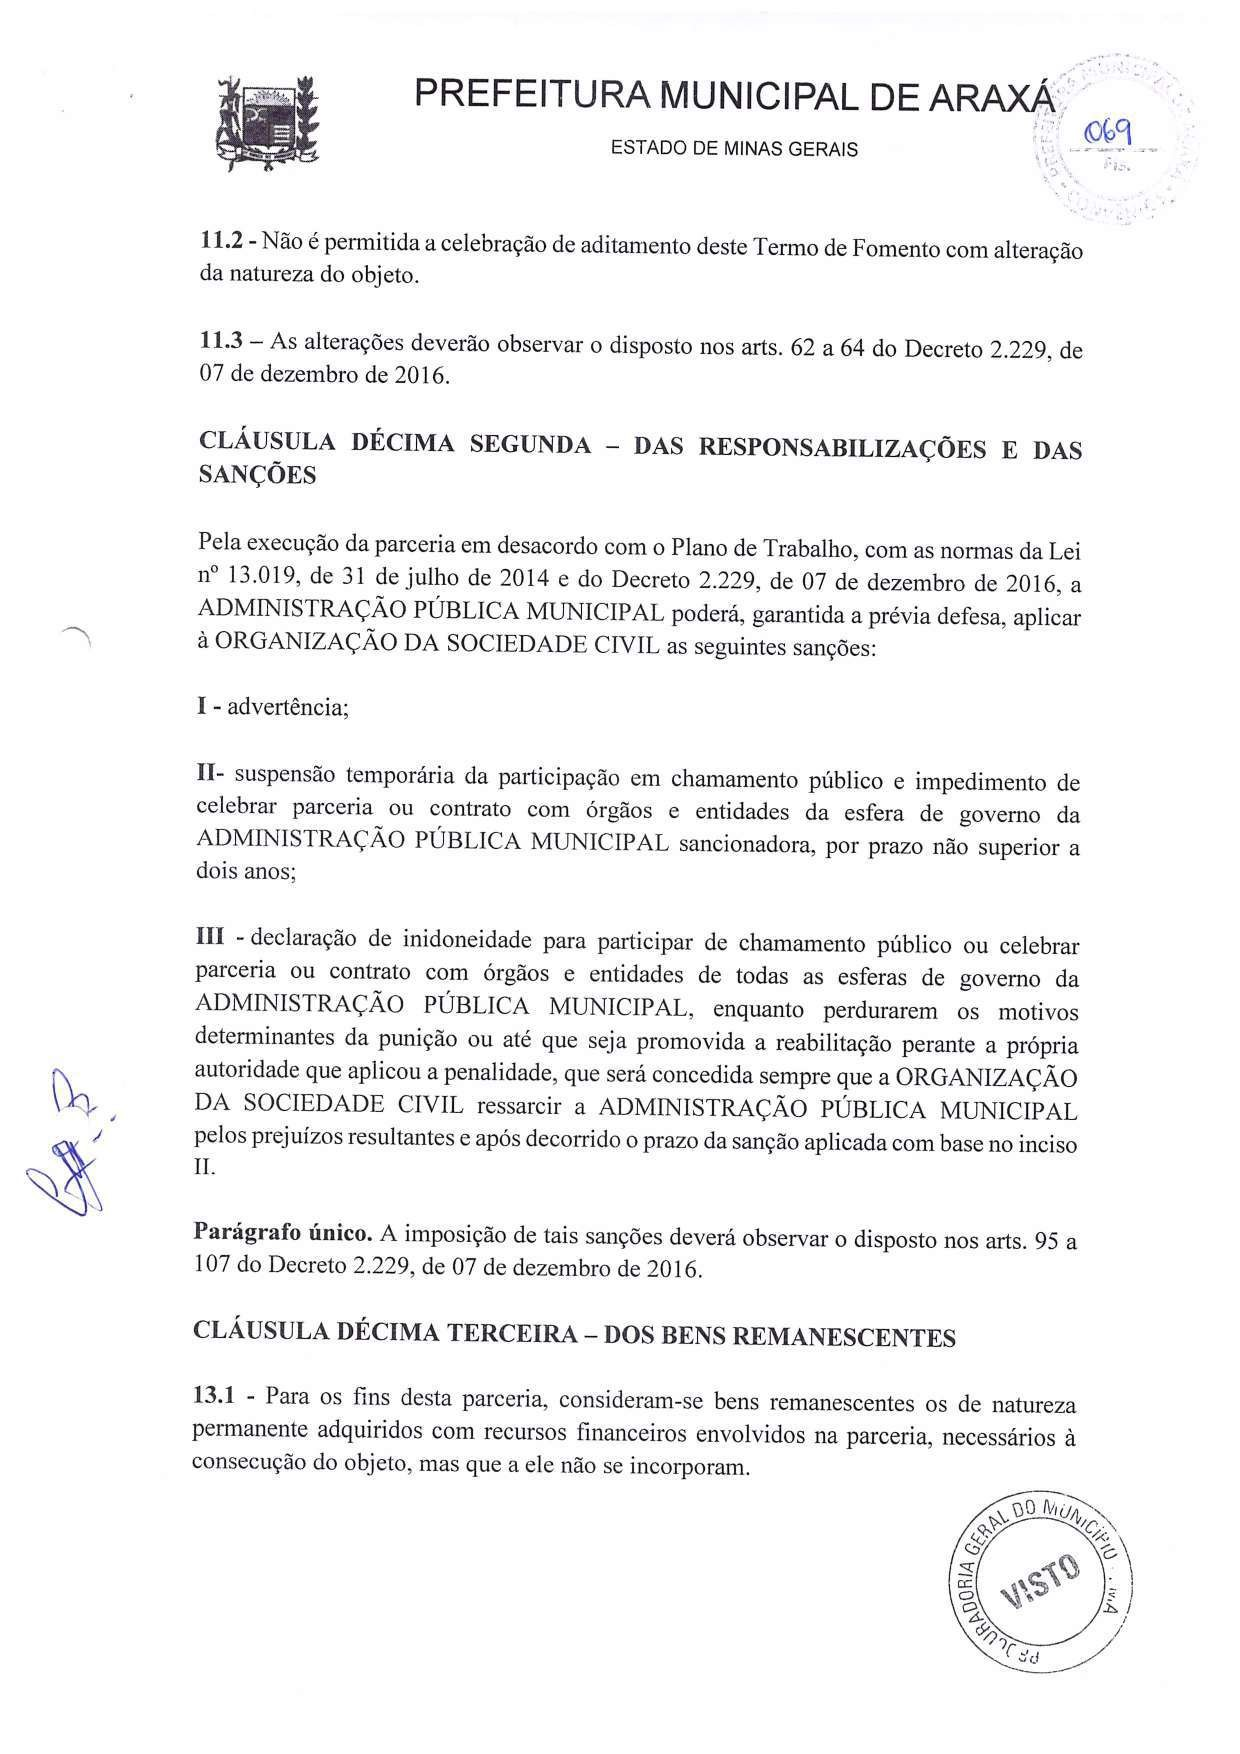 PREFEITURA MUNICIPAL DE ARAXÁ
ESTADO DE MINAS GERAIS
069
Fls.
11.2 - Não é permitida a celebração de aditamento deste Termo de Fomento com alteração
da natureza do objeto.
11.3 – As alterações deverão observar o disposto nos arts. 62 a 64 do Decreto 2.229, de
07 de dezembro de 2016.
CLÁUSULA DÉCIMA SEGUNDA – DAS RESPONSABILIZAÇÕES E DAS
SANÇÕES
Pela execução da parceria em desacordo com o Plano de Trabalho, com as normas da Lei
nº 13.019, de 31 de julho de 2014 e do Decreto 2.229, de 07 de dezembro de 2016, a
ADMINISTRAÇÃO PÚBLICA MUNICIPAL poderá, garantida a prévia defesa, aplicar
à ORGANIZAÇÃO DA SOCIEDADE CIVIL as seguintes sanções:
I - advertência;
II- suspensão temporária da participação em chamamento público e impedimento de
celebrar parceria ou contrato com órgãos e entidades da esfera de governo da
ADMINISTRAÇÃO PÚBLICA MUNICIPAL sancionadora, por prazo não superior a
dois anos;
III - declaração de inidoneidade para participar de chamamento público ou celebrar
parceria ou contrato com órgãos e entidades de todas as esferas de governo da
ADMINISTRAÇÃO PÚBLICA MUNICIPAL, enquanto perdurarem os motivos
determinantes da punição ou até que seja promovida a reabilitação perante a própria
autoridade que aplicou a penalidade, que será concedida sempre que a ORGANIZAÇÃO
DA SOCIEDADE CIVIL ressarcir a ADMINISTRAÇÃO PÚBLICA MUNICIPAL
pelos prejuízos resultantes e após decorrido o prazo da sanção aplicada com base no inciso
II.
Parágrafo único. A imposição de tais sanções deverá observar o disposto nos arts. 95 a
107 do Decreto 2.229, de 07 de dezembro de 2016.
CLÁUSULA DÉCIMA TERCEIRA – DOS BENS REMANESCENTES
13.1 - Para os fins desta parceria, consideram-se bens remanescentes os de natureza
permanente adquiridos com recursos financeiros envolvidos na parceria, necessários à
consecução do objeto, mas que a ele não se incorporam.
PROCURADORIA GERAL DO MUNICÍPIO
VISTO